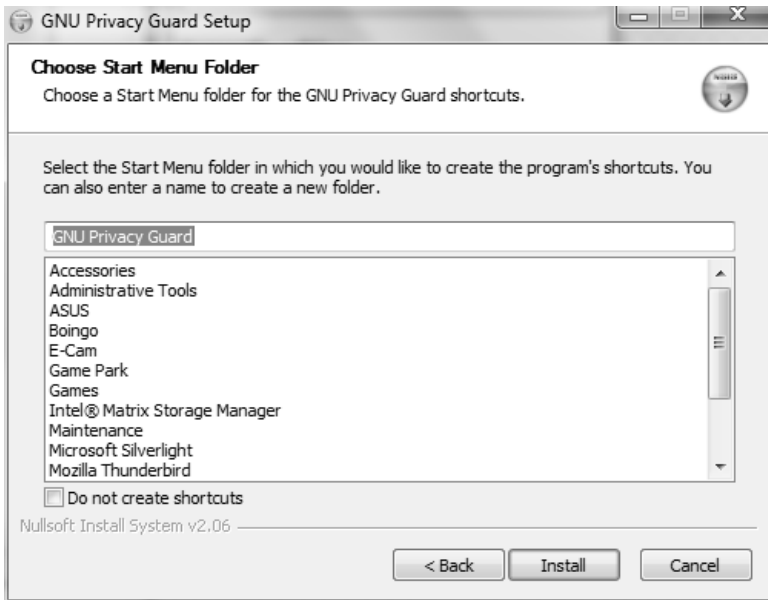 GNU Privacy Guard Setup
Choose Start Menu Folder
Choose a Start Menu folder for the GNU Privacy Guard shortcuts.
Select the Start Menu folder in which you would like to create the program's shortcuts. You
can also enter a name to create a new folder.
GNU Privacy Guard
Accessories
Administrative Tools
ASUS
Boingo
E-Cam
Game Park
Games
Intel® Matrix Storage Manager
Maintenance
Microsoft Silverlight
Mozilla Thunderbird
Do not create shortcuts
Nullsoft Install System v2.06
< Back
Install
Cancel